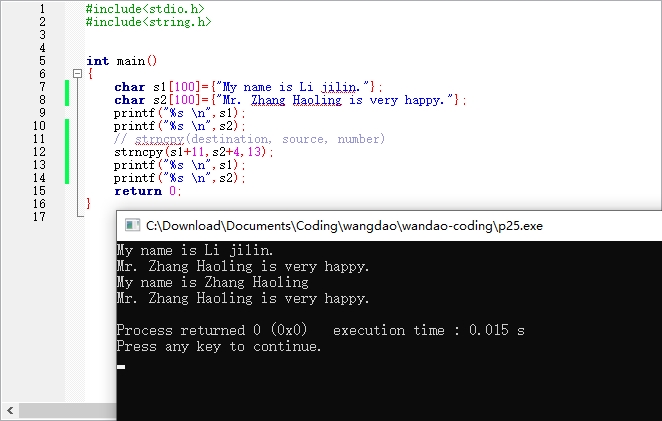 1 #include<stdio.h>
2 #include<string.h>
3
4
5 int main()
6 {
7 char s1[100]={"My name is Li jilin."};
8 char s2[100]={"Mr. Zhang Haoling is very happy."};
9 printf("%s \n",s1);
10 printf("%s \n",s2);
11 // strncpy(destination, source, number)
12 strncpy(s1+11,s2+4,13);
13 printf("%s \n",s1);
14 printf("%s \n",s2);
15 return 0;
16 }
17
C:\Download\Documents\Coding\wangdao\wandao-coding\p25.exe
My name is Li jilin.
Mr. Zhang Haoling is very happy.
My name is Zhang Haoling
Mr. Zhang Haoling is very happy.
Process returned 0 (0x0)   execution time : 0.015 s
Press any key to continue.